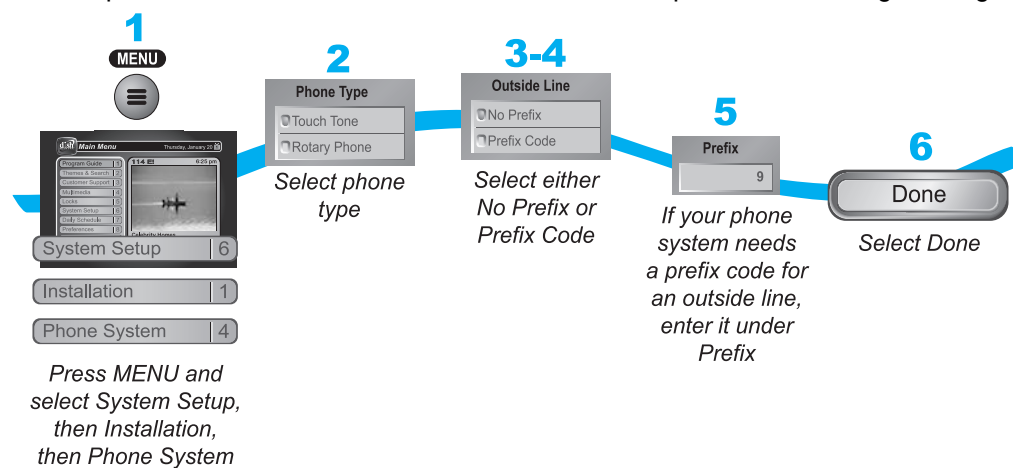 1
MENU
dish Main Menu Thursday, January 20
Program Guide 1
Themes & Search 2
Customer Support 3
Multimedia 4
Locks 5
System Setup 6
Daily Schedule 7
Preferences 8
114 6:25 pm
Celebrity Homes
System Setup 6
Installation 1
Phone System 4
Press MENU and
select System Setup,
then Installation,
then Phone System
2
Phone Type
Touch Tone
Rotary Phone
Select phone
type
3-4
Outside Line
No Prefix
Prefix Code
Select either
No Prefix or
Prefix Code
5
Prefix
9
If your phone
system needs
a prefix code for
an outside line,
enter it under
Prefix
6
Done
Select Done